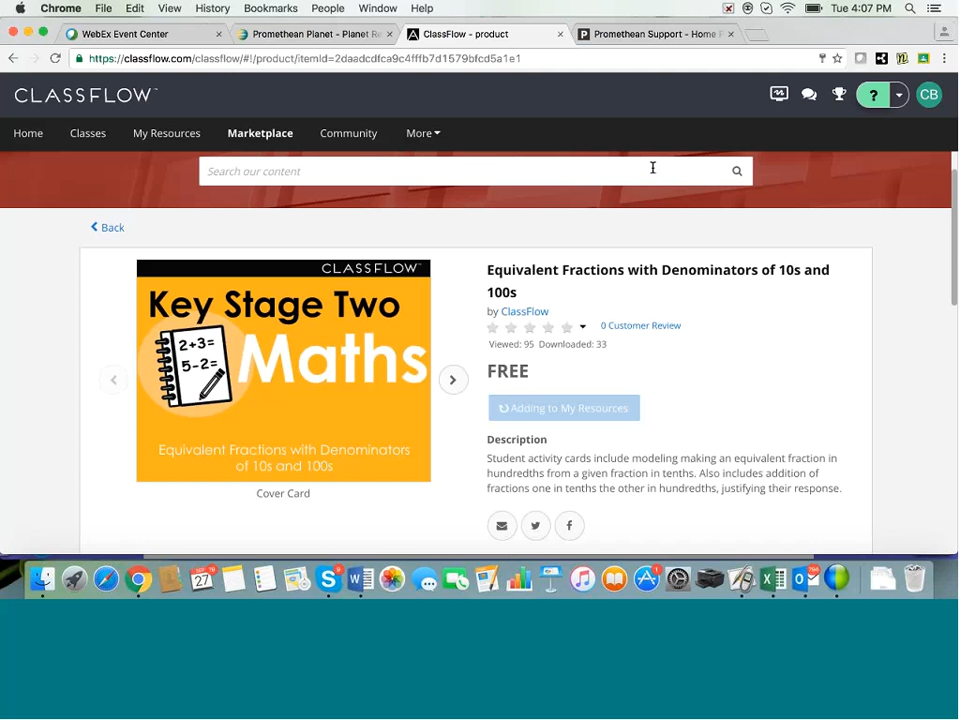 Chrome File Edit View History Bookmarks People Window Help Tue 4:07 PM
WebEx Event Center
Promethean Planet - Planet Re
ClassFlow - product
Promethean Support - Home P
https://classflow.com/classflow/#!/product/itemId=2daadcdfca9c4fffb7d1579bfcd5a1e1
CLASSFLOW
? CB
Home Classes My Resources Marketplace Community More
Search our content
Back
CLASSFLOW
Key Stage Two
2+3=
5-2=
Maths
Equivalent Fractions with Denominators
of 10s and 100s
Cover Card
Equivalent Fractions with Denominators of 10s and
100s
by ClassFlow
0 Customer Review
Viewed: 95 Downloaded: 33
FREE
Adding to My Resources
Description
Student activity cards include modeling making an equivalent fraction in
hundredths from a given fraction in tenths. Also includes addition of
fractions one in tenths the other in hundredths, justifying their response.